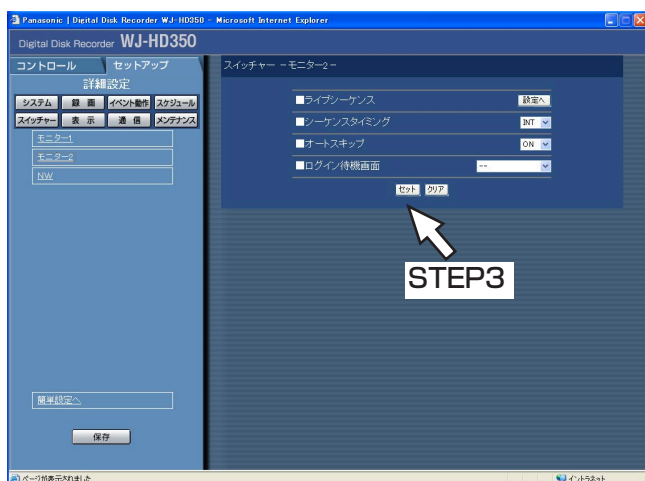 Panasonic | Digital Disk Recorder WJ-HD350 - Microsoft Internet Explorer
Digital Disk Recorder WJ-HD350
コントロール セットアップ
詳細設定
システム 録 画 イベント動作 スケジュール
スイッチャー 表 示 通 信 メンテナンス
モニター1
モニター2
NW
簡単設定へ
保存
スイッチャー －モニター2－
■ライブシーケンス 設定へ
■シーケンスタイミング INT
■オートスキップ ON
■ログイン待機画面 --
セット クリア
STEP3
ページが表示されました イントラネット